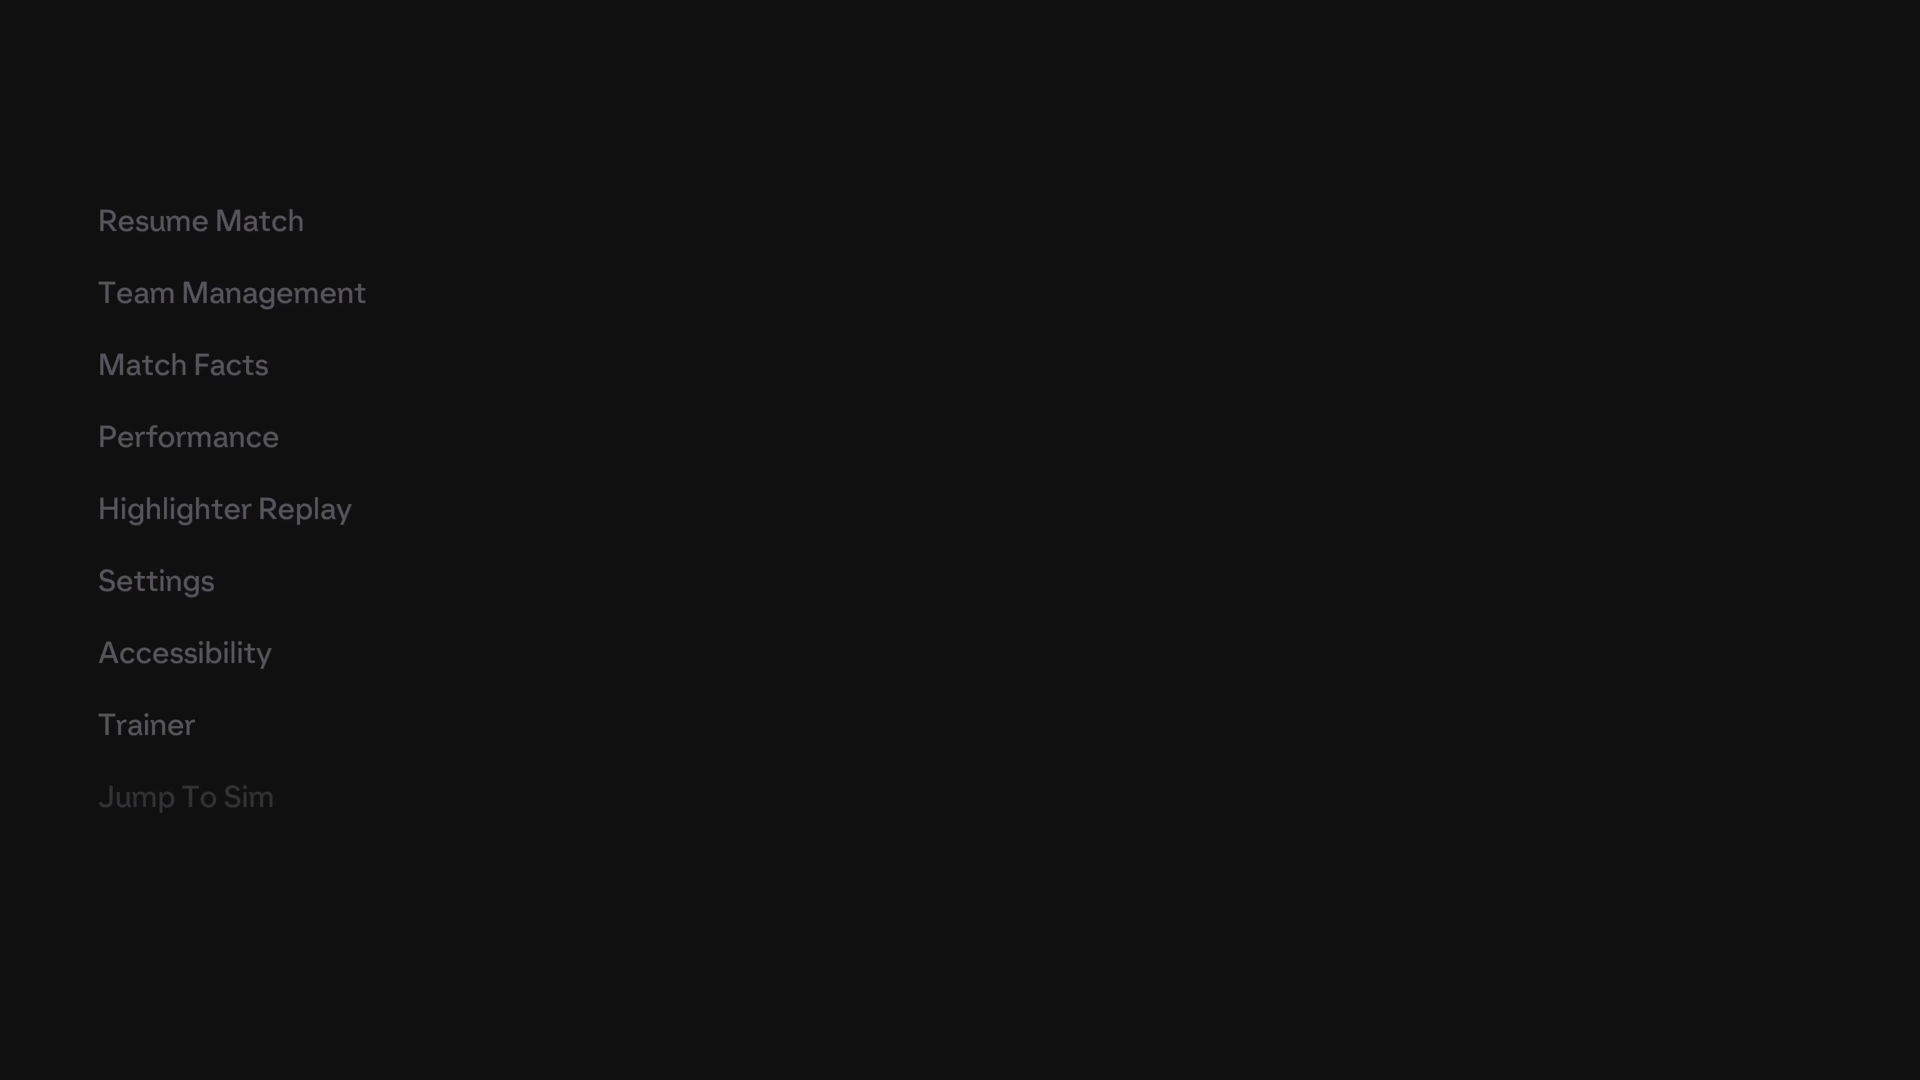 Resume Match
Team Management
Match Facts
Performance
Highlighter Replay
Settings
Accessibility
Trainer
Jump To Sim